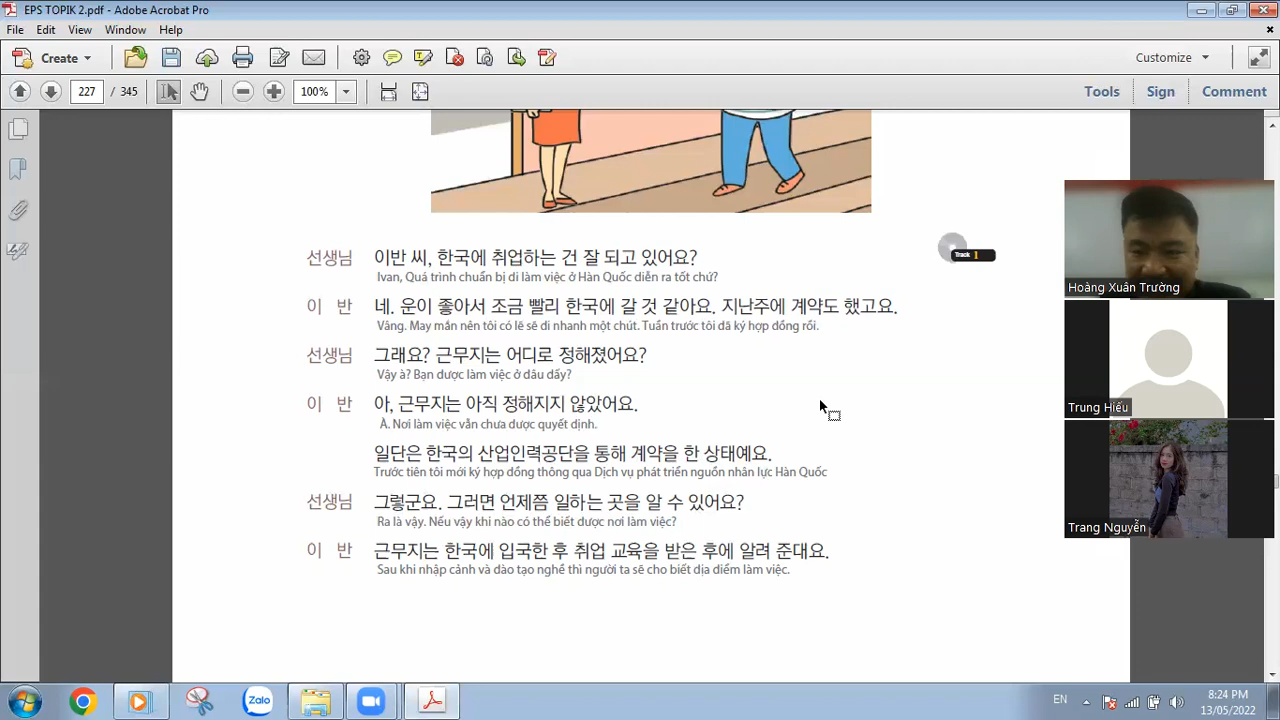 EPS TOPIK 2.pdf - Adobe Acrobat Pro
File Edit View Window Help
Create Customize
227 / 345 100% Tools Sign Comment
선생님 이반 씨, 한국에 취업하는 건 잘 되고 있어요?
Ivan, Quá trình chuẩn bị đi làm việc ở Hàn Quốc diễn ra tốt chứ?
Track 1
이 반 네. 운이 좋아서 조금 빨리 한국에 갈 것 같아요. 지난주에 계약도 했고요.
Vâng. May mắn nên tôi có lẽ sẽ đi nhanh một chút. Tuần trước tôi đã ký hợp đồng rồi.
선생님 그래요? 근무지는 어디로 정해졌어요?
Vậy à? Bạn được làm việc ở đâu đấy?
이 반 아, 근무지는 아직 정해지지 않았어요.
À. Nơi làm việc vẫn chưa được quyết định.
일단은 한국의 산업인력공단을 통해 계약을 한 상태예요.
Trước tiên tôi mới ký hợp đồng thông qua Dịch vụ phát triển nguồn nhân lực Hàn Quốc
선생님 그렇군요. 그러면 언제쯤 일하는 곳을 알 수 있어요?
Ra là vậy. Nếu vậy khi nào có thể biết được nơi làm việc?
이 반 근무지는 한국에 입국한 후 취업 교육을 받은 후에 알려 준대요.
Sau khi nhập cảnh và đào tạo nghề thì người ta sẽ cho biết địa điểm làm việc.
Hoàng Xuân Trường
Trung Hiếu
Trang Nguyễn
Zalo
EN
8:24 PM
13/05/2022